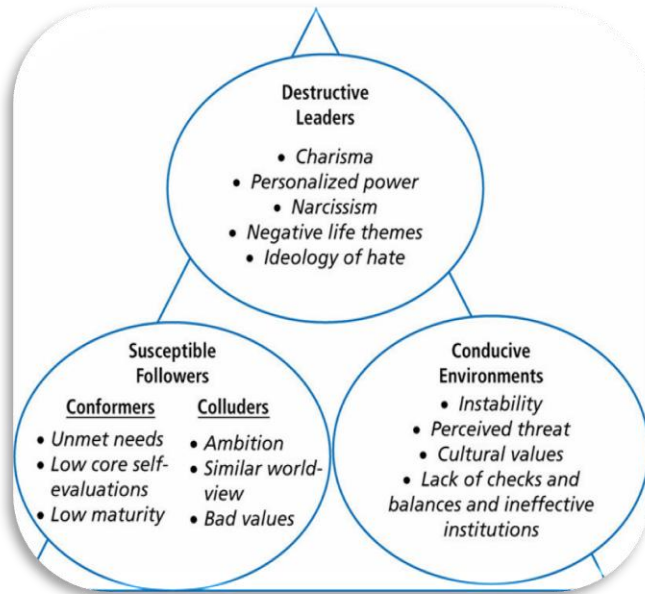 Destructive
Leaders
• Charisma
• Personalized power
• Narcissism
• Negative life themes
• Ideology of hate
Susceptible
Followers
Conformers
• Unmet needs
• Low core self-
evaluations
• Low maturity
Colluders
• Ambition
• Similar world-
view
• Bad values
Conducive
Environments
• Instability
• Perceived threat
• Cultural values
• Lack of checks and
balances and ineffective
institutions